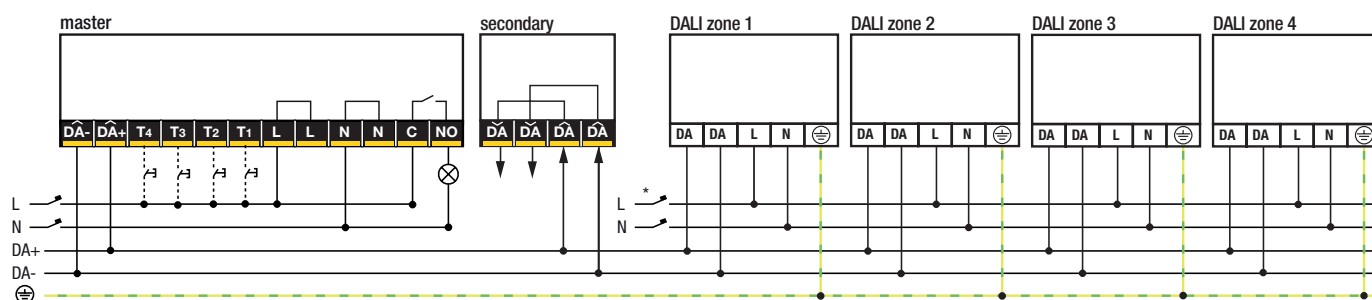 master secondary DALI zone 1 DALI zone 2 DALI zone 3 DALI zone 4
DA- DA+ T4 T3 T2 T1 L L N N C NO DA DA DA DA DA DA L N DA DA L N DA DA L N DA DA L N
L L *
N N
DA+
DA-